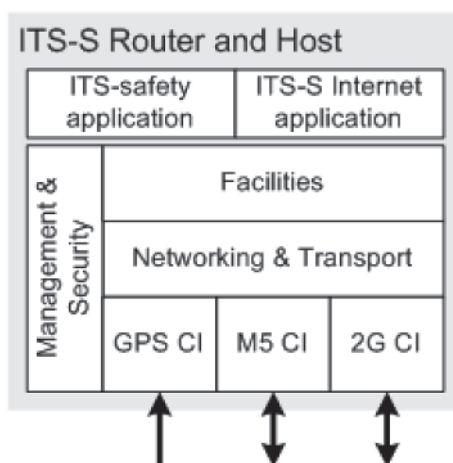 ITS-S Router and Host
ITS-safety
application
ITS-S Internet
application
Management &
Security
Facilities
Networking & Transport
GPS CI
M5 CI
2G CI